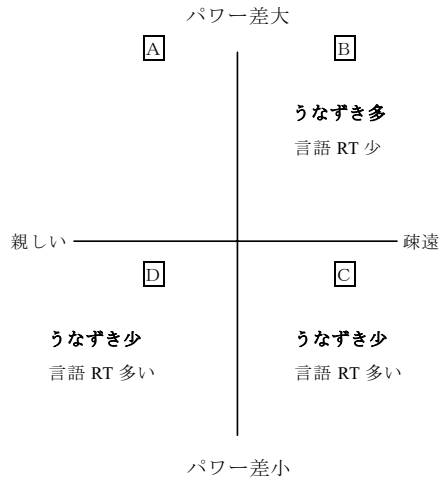 パワー差大
A
B
うなずき多
言語 RT 少
親しい
疎遠
D
C
うなずき少
言語 RT 多い
うなずき少
言語 RT 多い
パワー差小